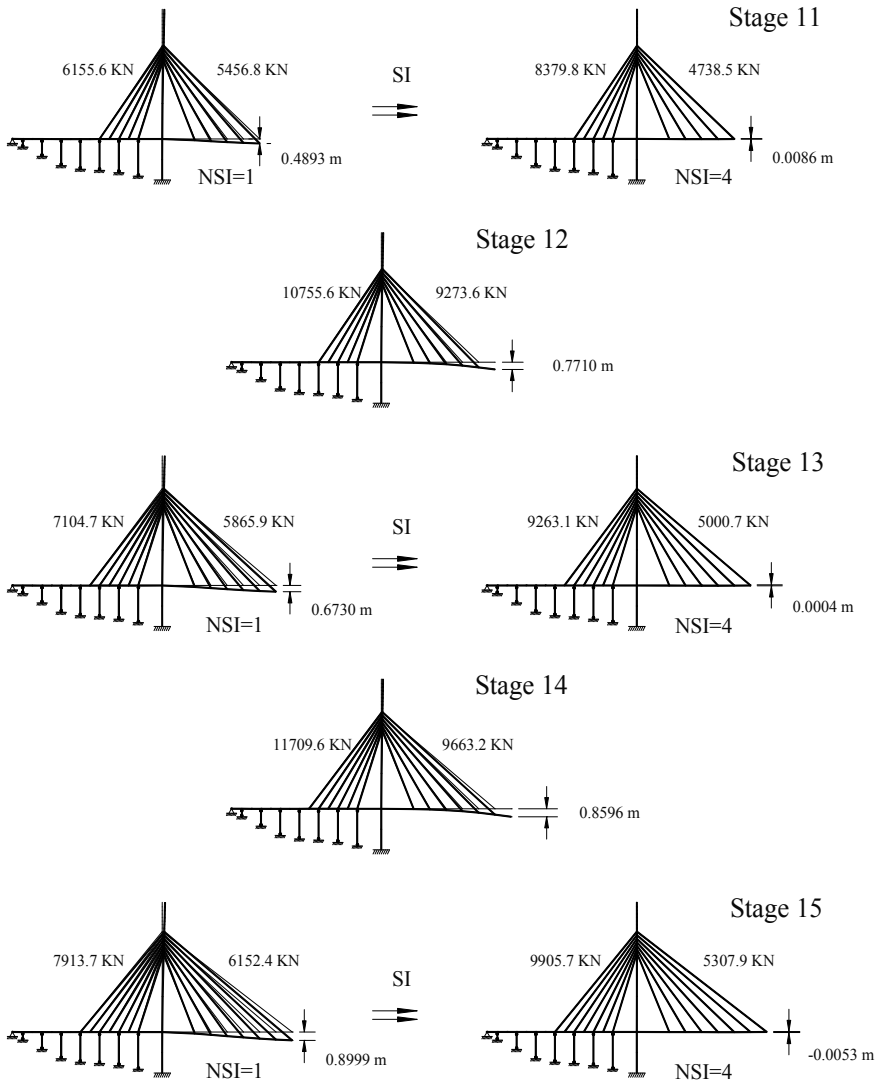 Stage 11
6155.6 KN
5456.8 KN
SI
8379.8 KN
4738.5 KN
0.4893 m
0.0086 m
NSI=1
NSI=4
Stage 12
10755.6 KN
9273.6 KN
0.7710 m
Stage 13
7104.7 KN
5865.9 KN
SI
9263.1 KN
5000.7 KN
0.6730 m
0.0004 m
NSI=1
NSI=4
Stage 14
11709.6 KN
9663.2 KN
0.8596 m
Stage 15
7913.7 KN
6152.4 KN
SI
9905.7 KN
5307.9 KN
0.8999 m
-0.0053 m
NSI=1
NSI=4